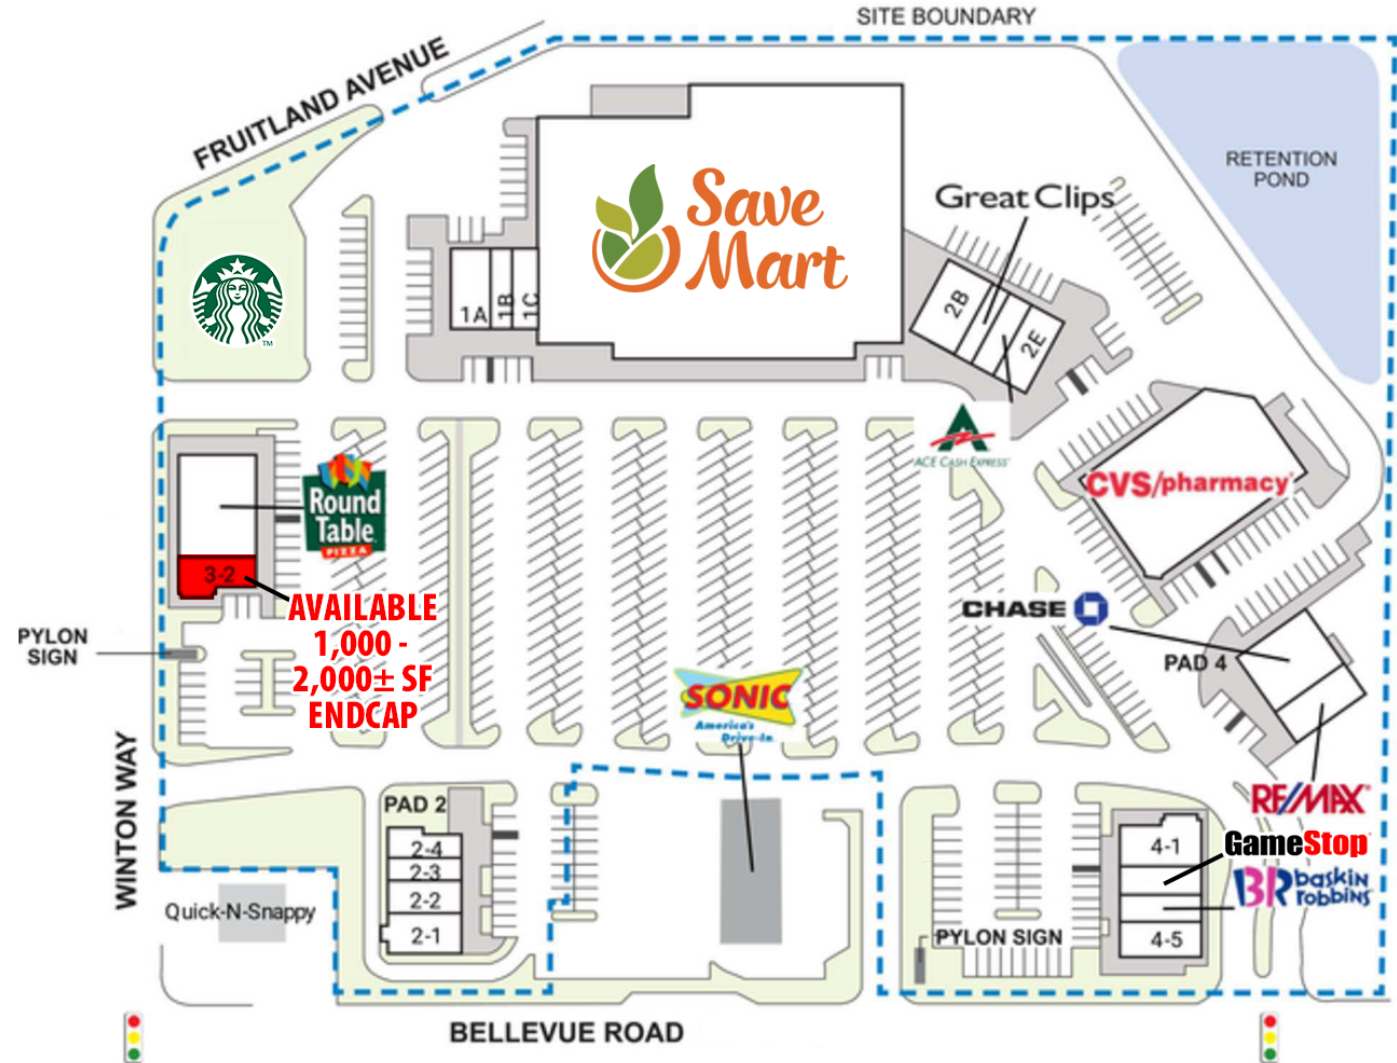 SITE BOUNDARY
FRUITLAND AVENUE
RETENTION
POND
Save
Mart
Great Clips
TM
1A
1B
1C
2B
2E
ACE CASH EXPRESS
CVS/pharmacy
Round
Table
PIZZA
3-2
AVAILABLE
1,000 -
2,000± SF
ENDCAP
PYLON
SIGN
CHASE
PAD 4
SONIC
America's
Drive-In
WINTON WAY
PAD 2
2-4
2-3
2-2
2-1
RE/MAX
GameStop
4-1
BR baskin
robbins
4-5
Quick-N-Snappy
PYLON SIGN
BELLEVUE ROAD